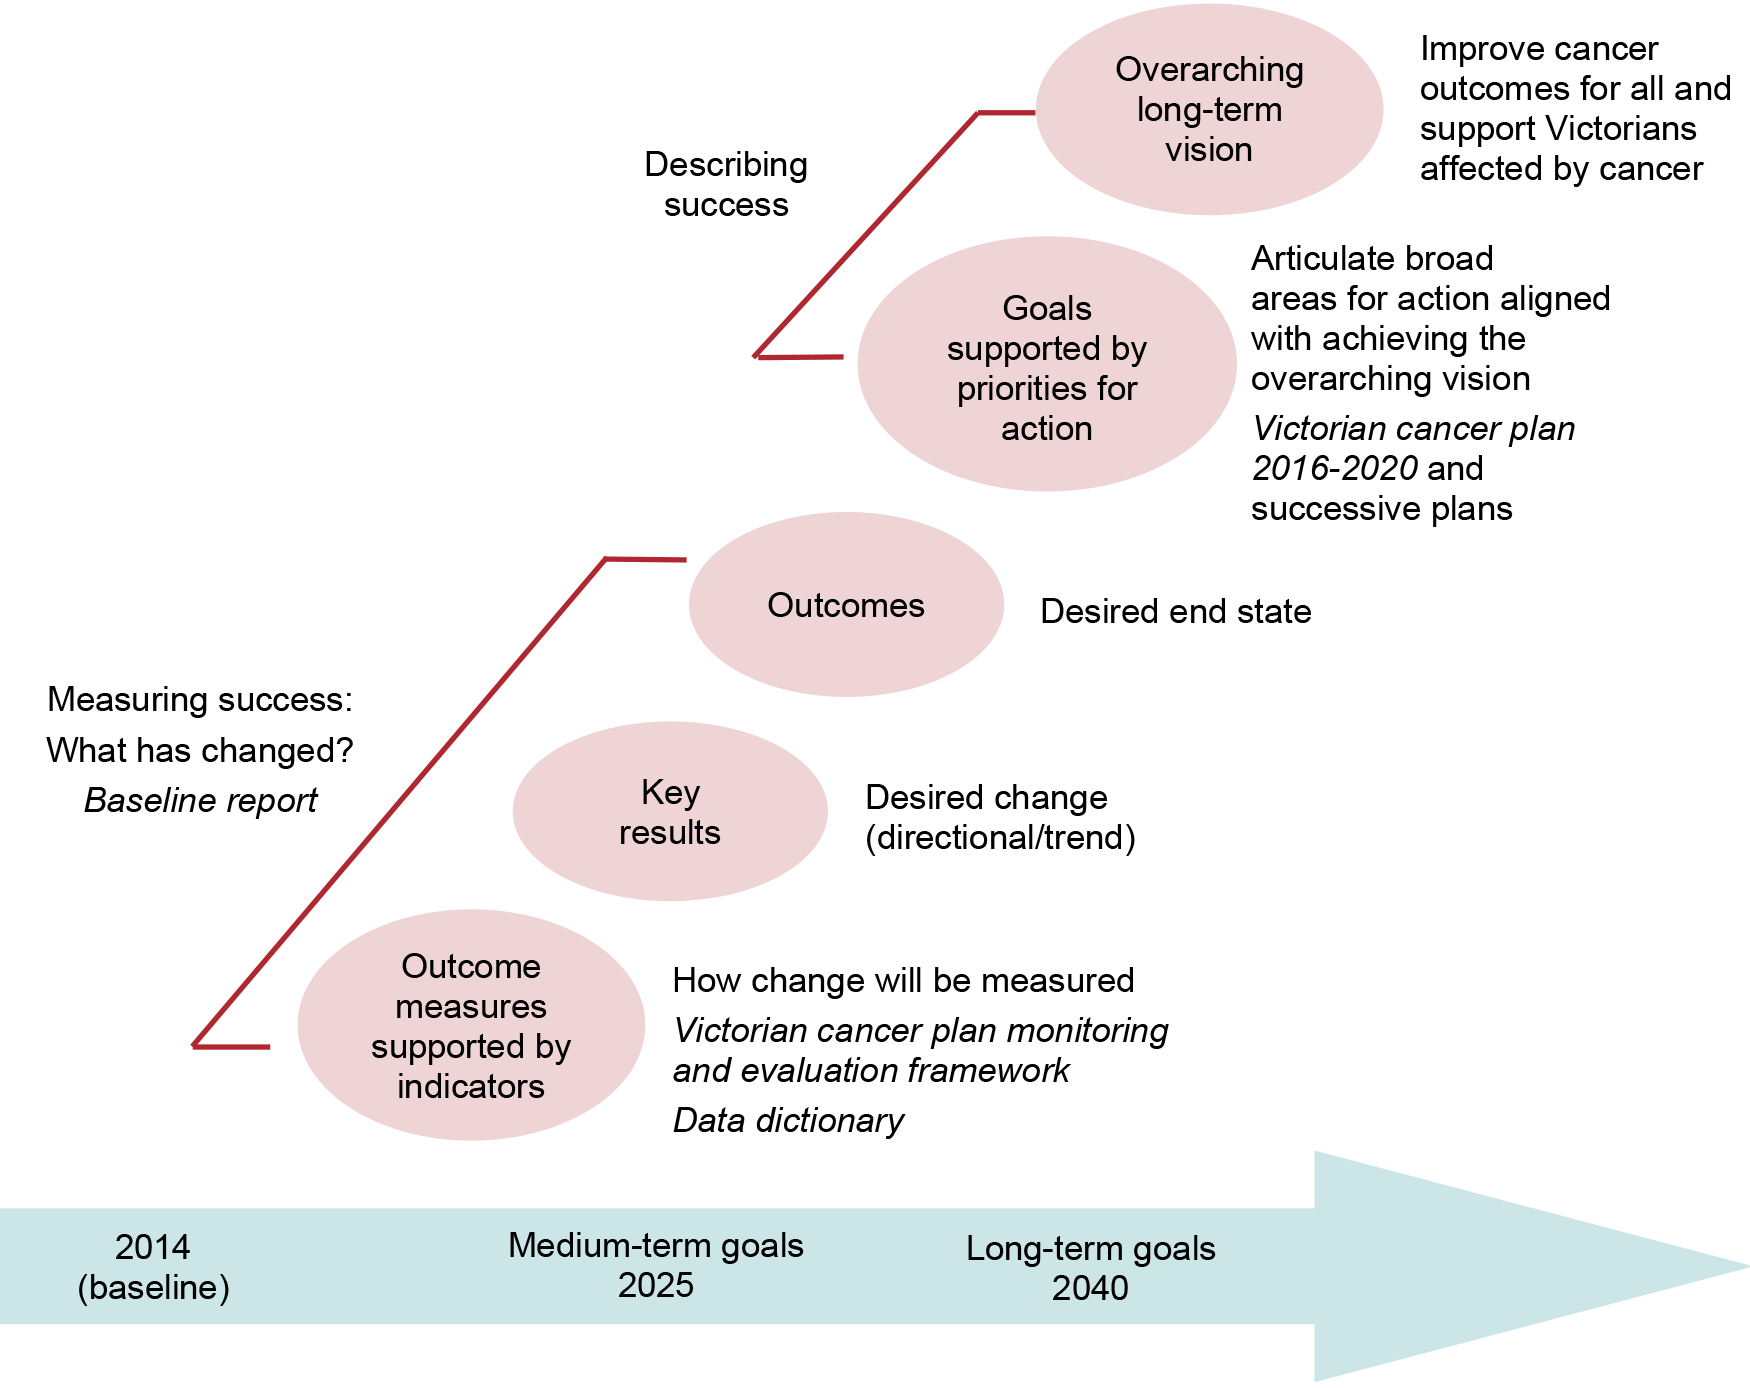 Overarching
long-term
vision
Improve cancer
outcomes for all and
support Victorians
affected by cancer
Describing
success
Goals
supported by
priorities for
action
Articulate broad
areas for action aligned
with achieving the
overarching vision
Victorian cancer plan
2016-2020 and
successive plans
Outcomes
Desired end state
Measuring success:
What has changed?
Baseline report
Key
results
Desired change
(directional/trend)
Outcome
measures
supported by
indicators
How change will be measured
Victorian cancer plan monitoring
and evaluation framework
Data dictionary
2014
(baseline)
Medium-term goals
2025
Long-term goals
2040